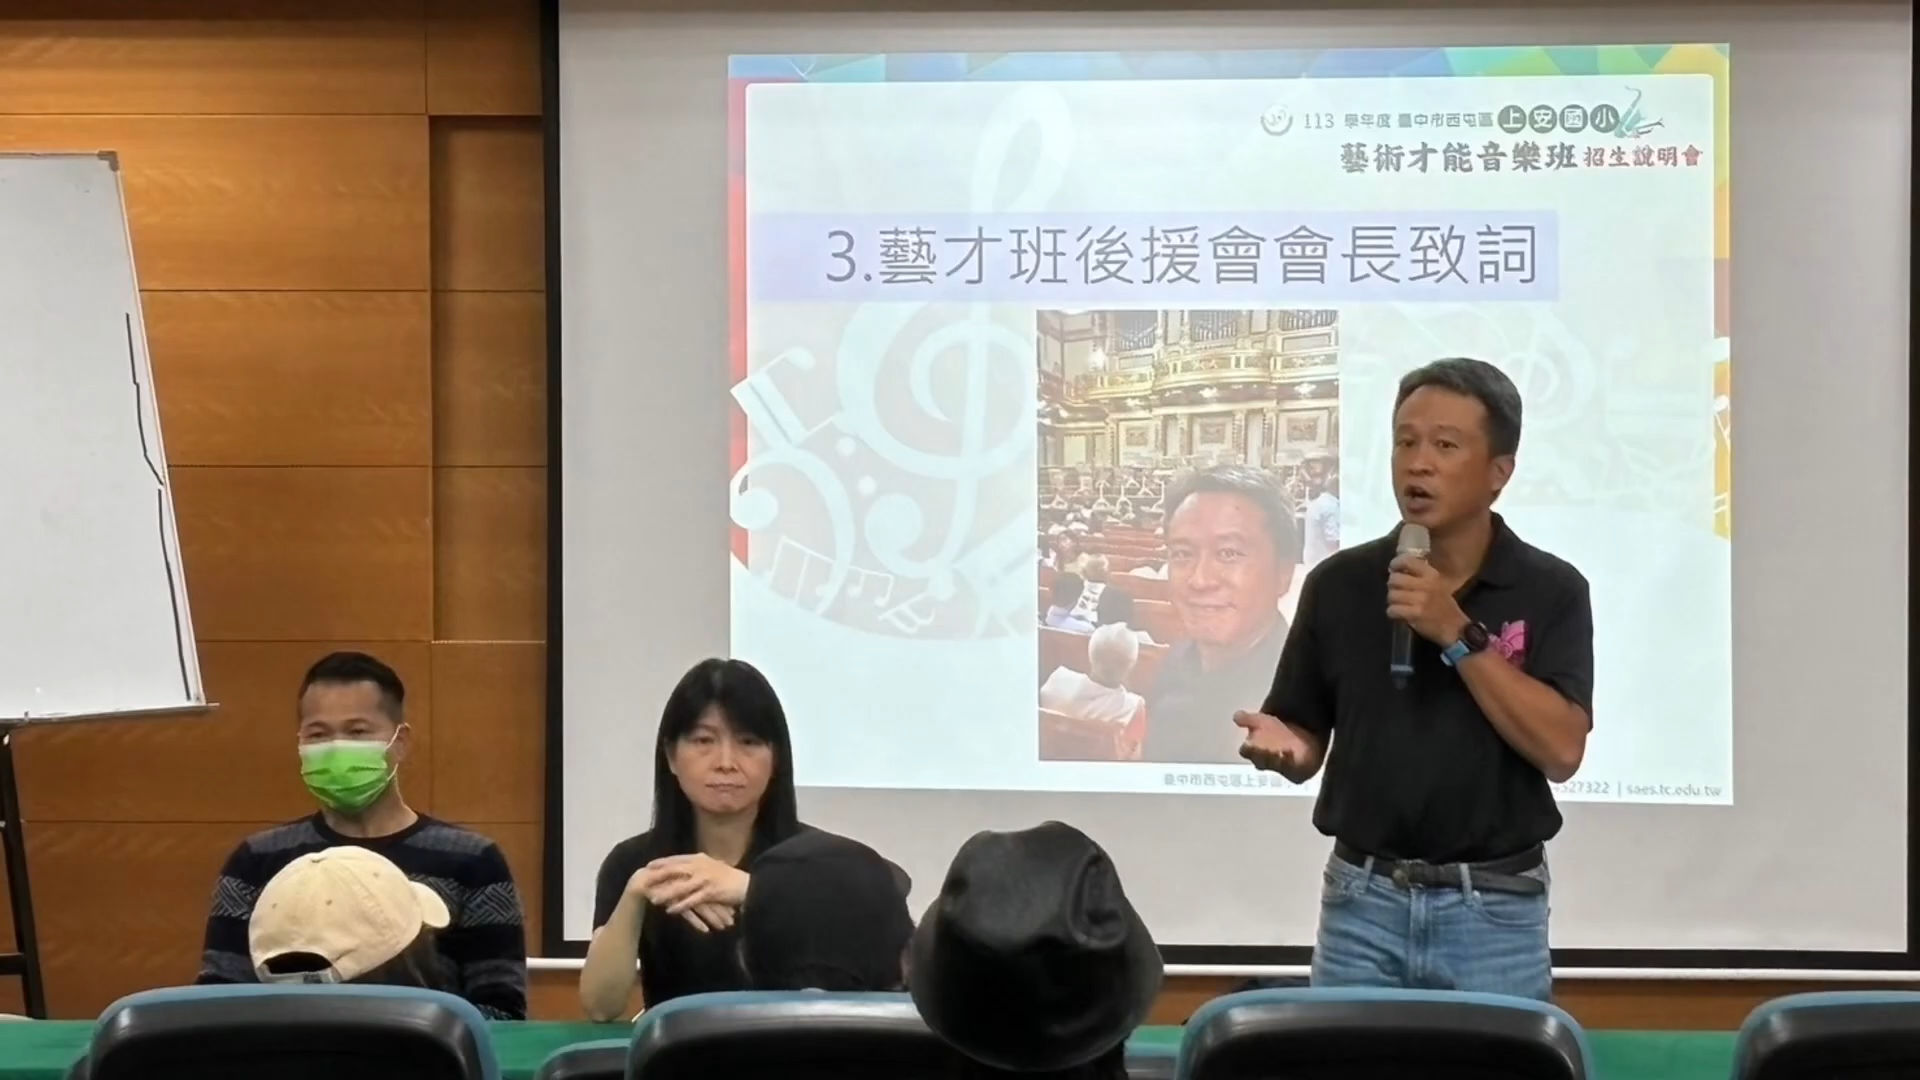 113 學年度 臺中市西屯區 上安國小
藝術才能音樂班 招生說明會
3.藝才班後援會會長致詞
臺中市西屯區上安國 527322 | saes.tc.edu.tw